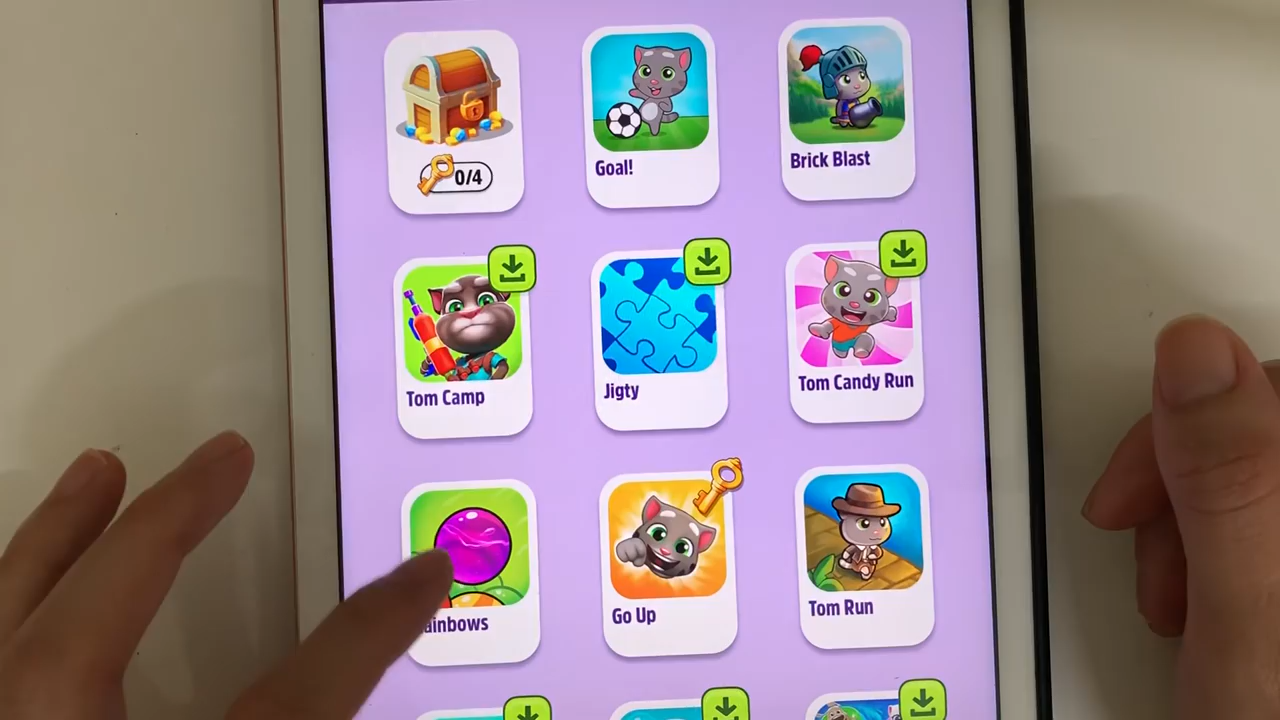 0/4
Goal!
Brick Blast
Tom Camp
Jigty
Tom Candy Run
ainbows
Go Up
Tom Run